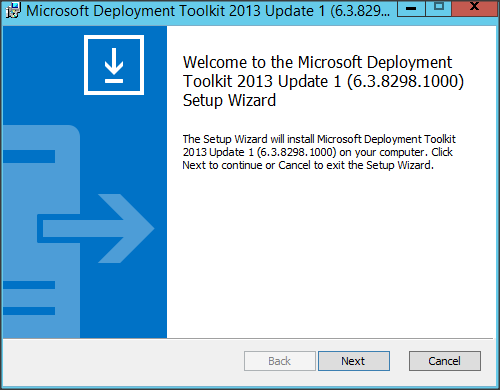 Microsoft Deployment Toolkit 2013 Update 1 (6.3.829...
Welcome to the Microsoft Deployment
Toolkit 2013 Update 1 (6.3.8298.1000)
Setup Wizard
The Setup Wizard will install Microsoft Deployment Toolkit
2013 Update 1 (6.3.8298.1000) on your computer. Click
Next to continue or Cancel to exit the Setup Wizard.
Back Next Cancel